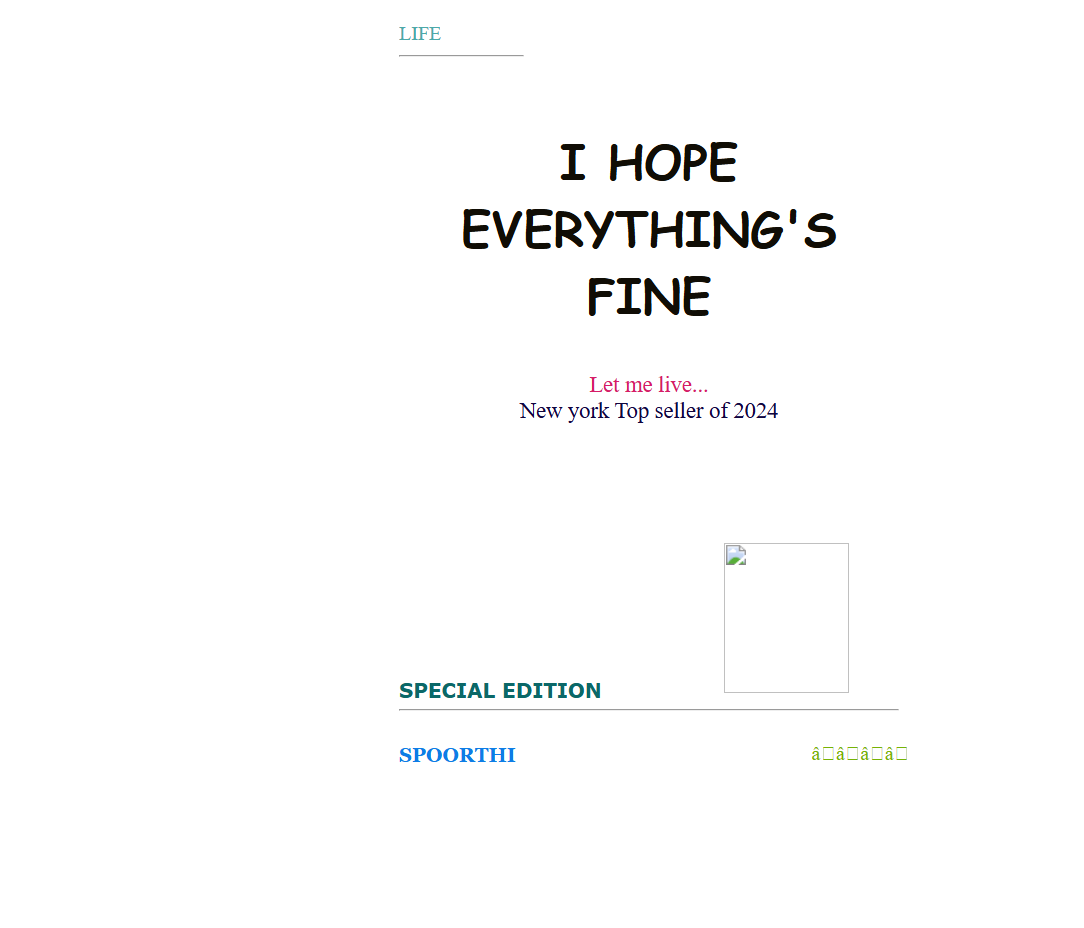 LIFE
I HOPE
EVERYTHING'S
FINE
Let me live...
New york Top seller of 2024
SPECIAL EDITION
SPOORTHI